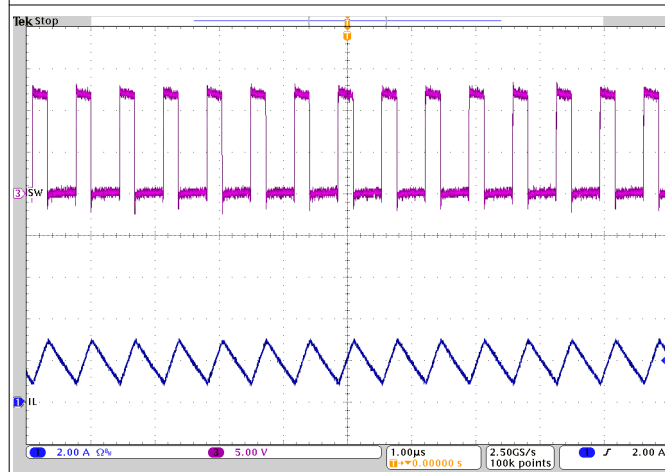 Tek Stop
T
T
3 SW
1 IL
1 2.00 A Ω 3 5.00 V 1.00µs 2.50GS/s 1 2.00 A
T→▼0.00000 s 100k points